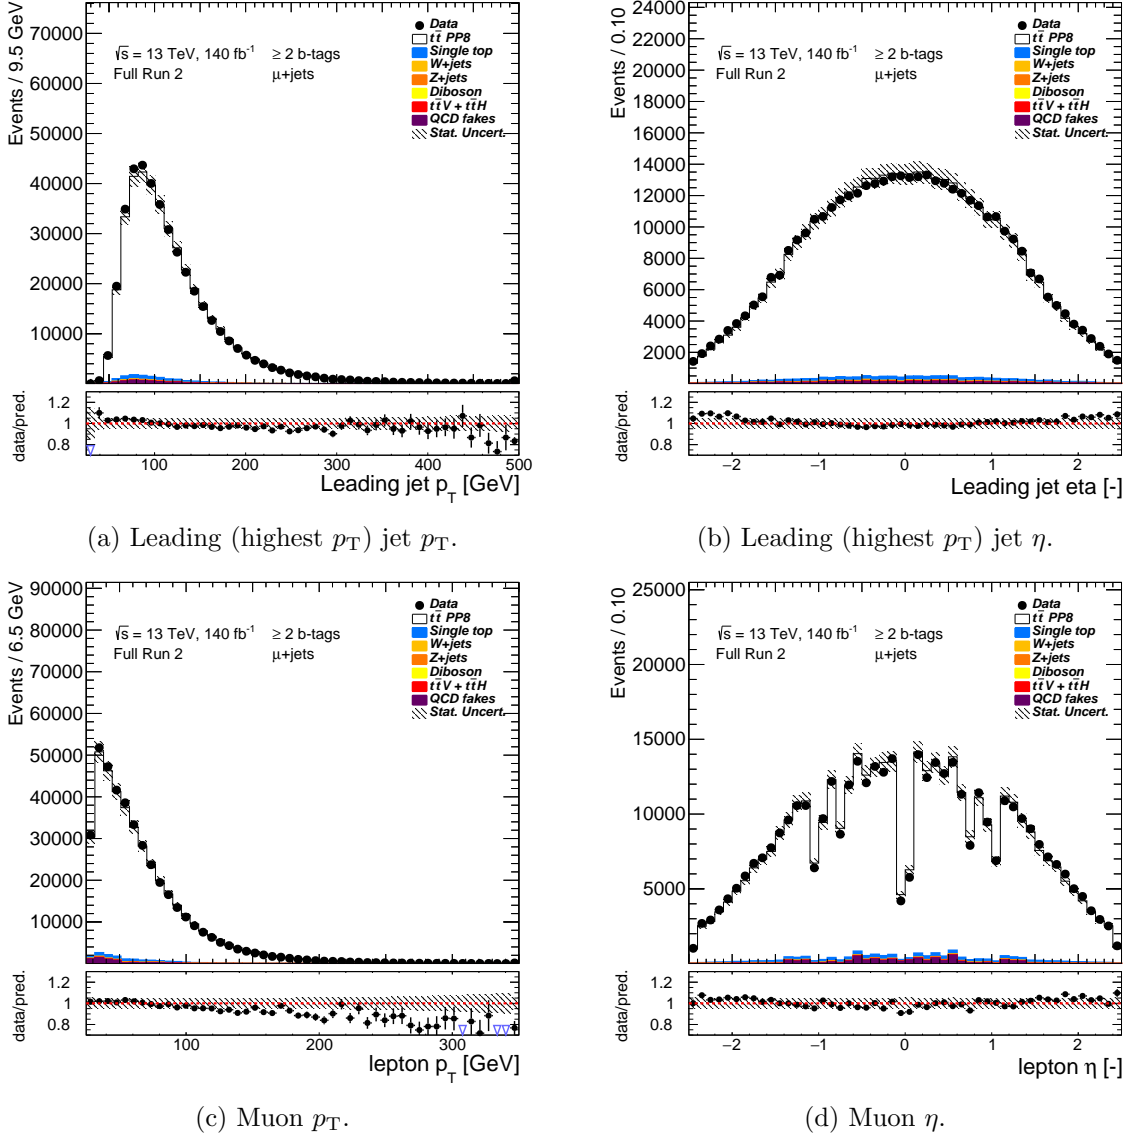 Events / 9.5 GeV
70000
60000
50000
40000
30000
20000
10000
√s = 13 TeV, 140 fb⁻¹
≥ 2 b-tags
Full Run 2
μ+jets
Data
tt̄ PP8
Single top
W+jets
Z+jets
Diboson
tt̄V + tt̄H
QCD fakes
Stat. Uncert.
data/pred.
1.2
1
0.8
100 200 300 400 500
Leading jet p_T [GeV]
(a) Leading (highest p_T) jet p_T.
Events / 0.10
24000
22000
20000
18000
16000
14000
12000
10000
8000
6000
4000
2000
√s = 13 TeV, 140 fb⁻¹
≥ 2 b-tags
Full Run 2
μ+jets
Data
tt̄ PP8
Single top
W+jets
Z+jets
Diboson
tt̄V + tt̄H
QCD fakes
Stat. Uncert.
data/pred.
1.2
1
0.8
−2 −1 0 1 2
Leading jet eta [-]
(b) Leading (highest p_T) jet η.
Events / 6.5 GeV
90000
80000
70000
60000
50000
40000
30000
20000
10000
√s = 13 TeV, 140 fb⁻¹
≥ 2 b-tags
Full Run 2
μ+jets
Data
tt̄ PP8
Single top
W+jets
Z+jets
Diboson
tt̄V + tt̄H
QCD fakes
Stat. Uncert.
data/pred.
1.2
1
0.8
100 200 300
lepton p_T [GeV]
(c) Muon p_T.
Events / 0.10
25000
20000
15000
10000
5000
√s = 13 TeV, 140 fb⁻¹
≥ 2 b-tags
Full Run 2
μ+jets
Data
tt̄ PP8
Single top
W+jets
Z+jets
Diboson
tt̄V + tt̄H
QCD fakes
Stat. Uncert.
data/pred.
1.2
1
0.8
−2 −1 0 1 2
lepton η [-]
(d) Muon η.